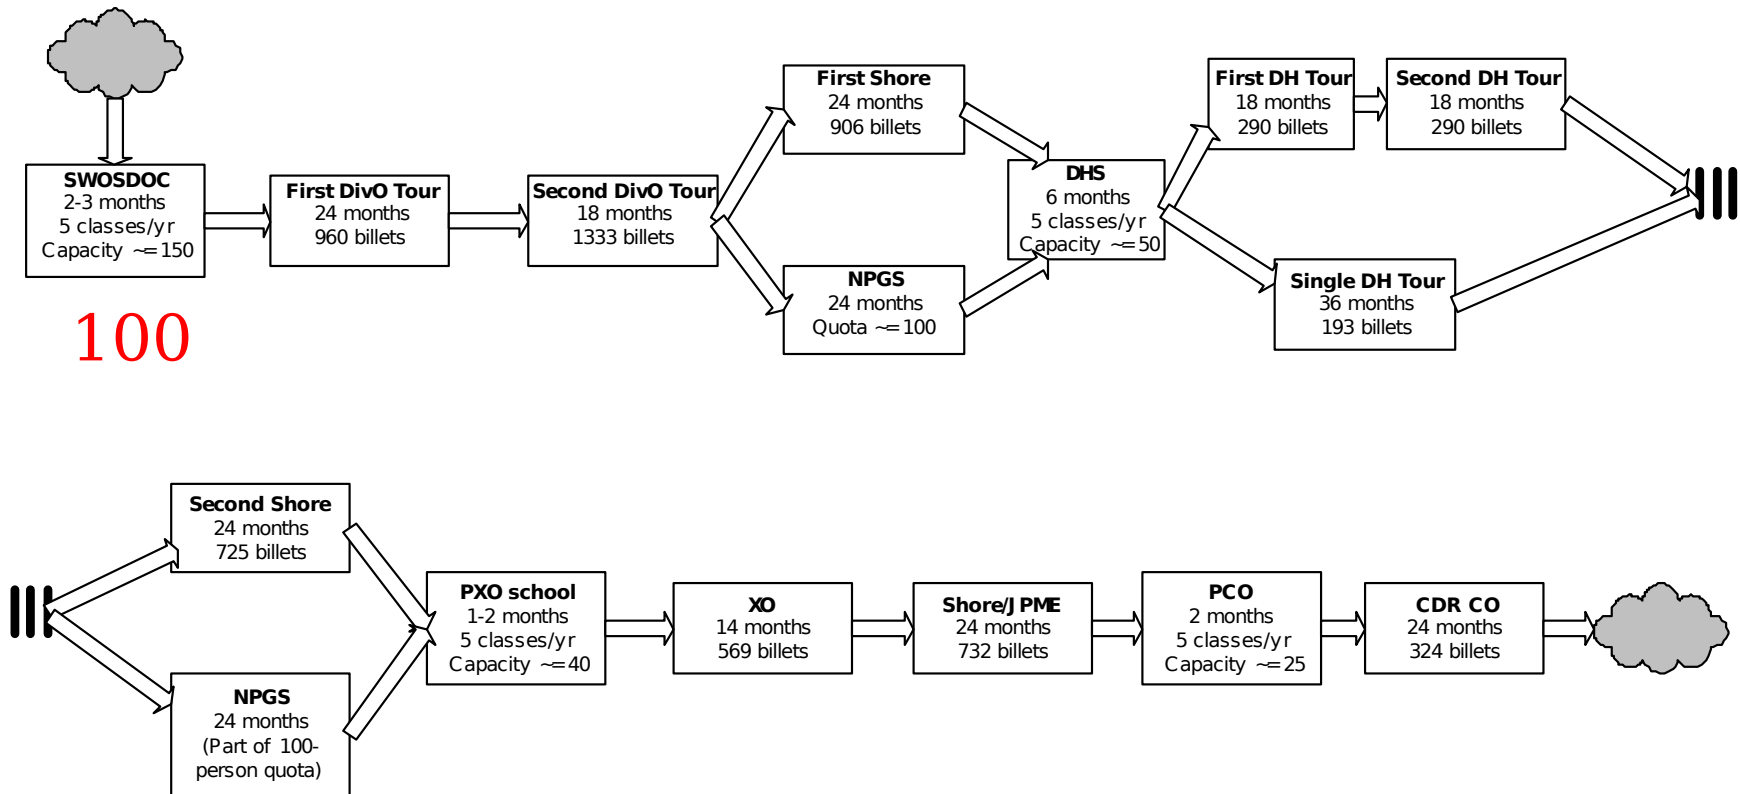 SWOSDOC
2-3 months
5 classes/yr
Capacity ~= 150
100
First DivO Tour
24 months
960 billets
Second DivO Tour
18 months
1333 billets
First Shore
24 months
906 billets
NPGS
24 months
Quota ~= 100
DHS
6 months
5 classes/yr
Capacity ~= 50
First DH Tour
18 months
290 billets
Second DH Tour
18 months
290 billets
Single DH Tour
36 months
193 billets
Second Shore
24 months
725 billets
NPGS
24 months
(Part of 100-
person quota)
PXO school
1-2 months
5 classes/yr
Capacity ~= 40
XO
14 months
569 billets
Shore/JPME
24 months
732 billets
PCO
2 months
5 classes/yr
Capacity ~= 25
CDR CO
24 months
324 billets